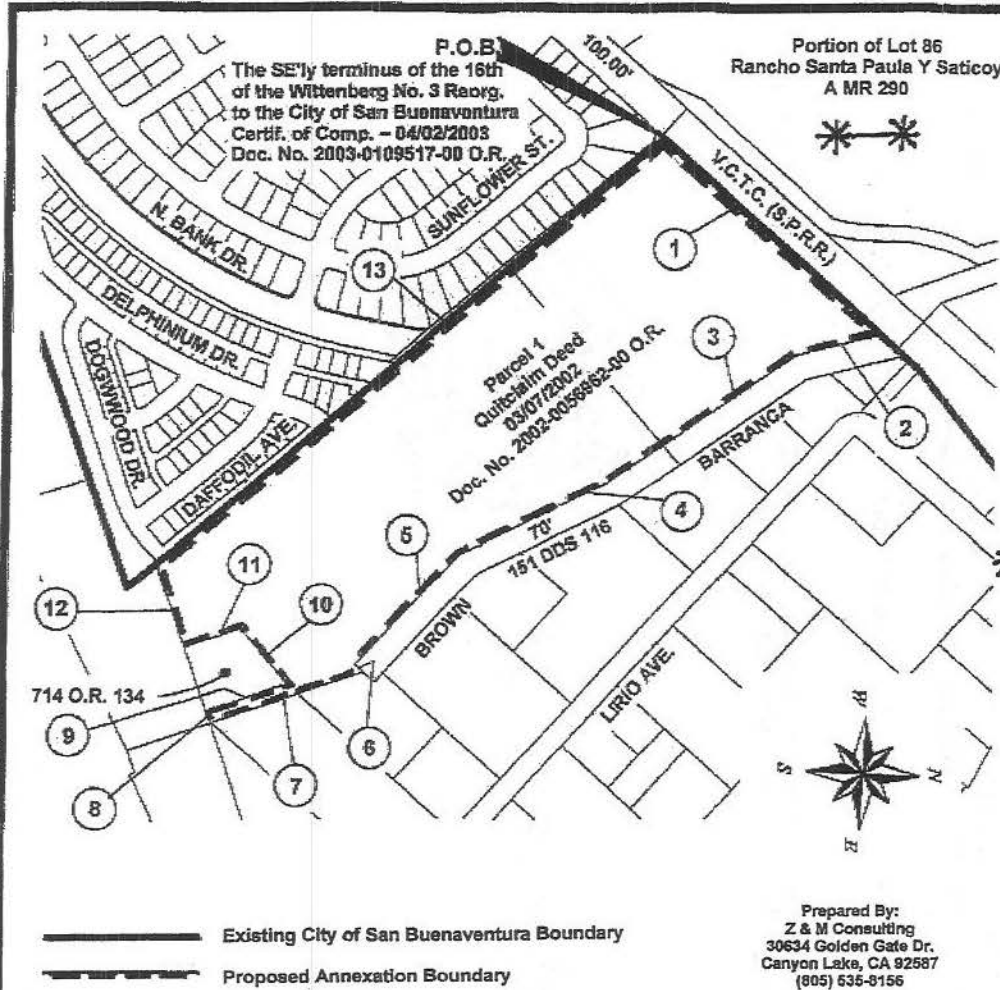 P.O.B.
The SE'ly terminus of the 16th
of the Wittenberg No. 3 Reorg.
to the City of San Buenaventura
Certif. of Comp. – 04/02/2003
Doc. No. 2003-0109517-00 O.R.
100.00'
Portion of Lot 86
Rancho Santa Paula Y Saticoy
A MR 290
V.C.T.C. (S.P.R.R.)
SUNFLOWER ST.
N. BANK DR.
DELPHINIUM DR.
DOGWWOOD DR.
DAFFODIL AVE.
13
1
3
2
Parcel 1
Quitclaim Deed
03/07/2002
Doc. No. 2002-0056862-00 O.R.
BARRANCA
4
5
70'
151 DDS 116
BROWN
LIRIO AVE.
11
12
10
714 O.R. 134
9
8
7
6
W
S
N
E
Existing City of San Buenaventura Boundary
Proposed Annexation Boundary
Prepared By:
Z & M Consulting
30634 Golden Gate Dr.
Canyon Lake, CA 92587
(805) 535-8156